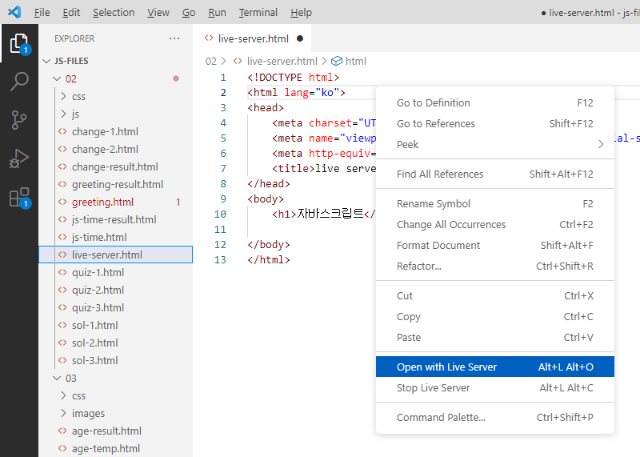 File Edit Selection View Go Run Terminal Help ● live-server.html - js-f
EXPLORER ···
live-server.html ●
JS-FILES
02 > live-server.html > html
02
css
js
change-1.html
change-2.html
change-result.html
greeting-result.html
greeting.html 1
js-time-result.html
js-time.html
live-server.html
quiz-1.html
quiz-2.html
quiz-3.html
sol-1.html
sol-2.html
sol-3.html
03
css
images
age-result.html
age-temp.html
1
1
1 <!DOCTYPE html>
2 <html lang="ko">
3 <head>
4 <meta charset="UT
5 <meta name="viewp al-s
6 <meta http-equiv=
7 <title>live serve
8 </head>
9 <body>
10 <h1>자바스크립트</
11
12 </body>
13 </html>
Go to Definition F12
Go to References Shift+F12
Peek >
Find All References Shift+Alt+F12
Rename Symbol F2
Change All Occurrences Ctrl+F2
Format Document Shift+Alt+F
Refactor... Ctrl+Shift+R
Cut Ctrl+X
Copy Ctrl+C
Paste Ctrl+V
Open with Live Server Alt+L Alt+O
Stop Live Server Alt+L Alt+C
Command Palette... Ctrl+Shift+P